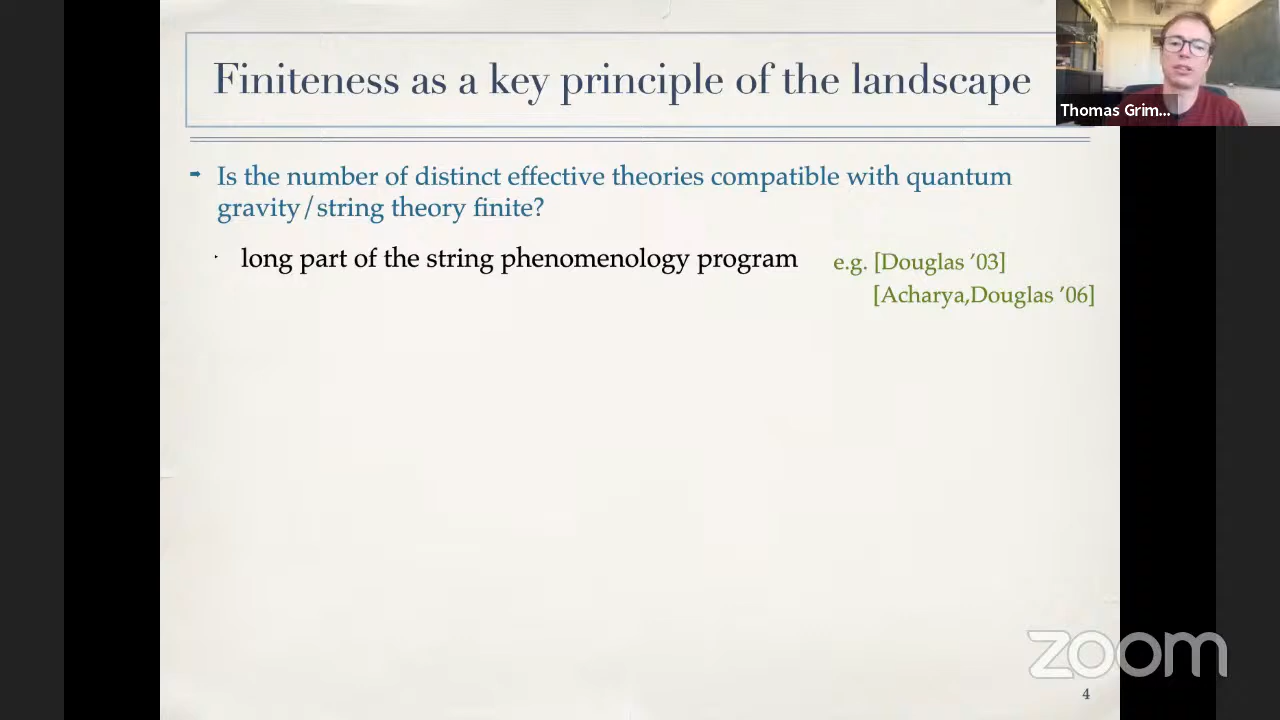 Finiteness as a key principle of the landscape
Thomas Grim...
➡ Is the number of distinct effective theories compatible with quantum
gravity/string theory finite?
· long part of the string phenomenology program e.g. [Douglas ’03]
[Acharya,Douglas ’06]
zoom
4